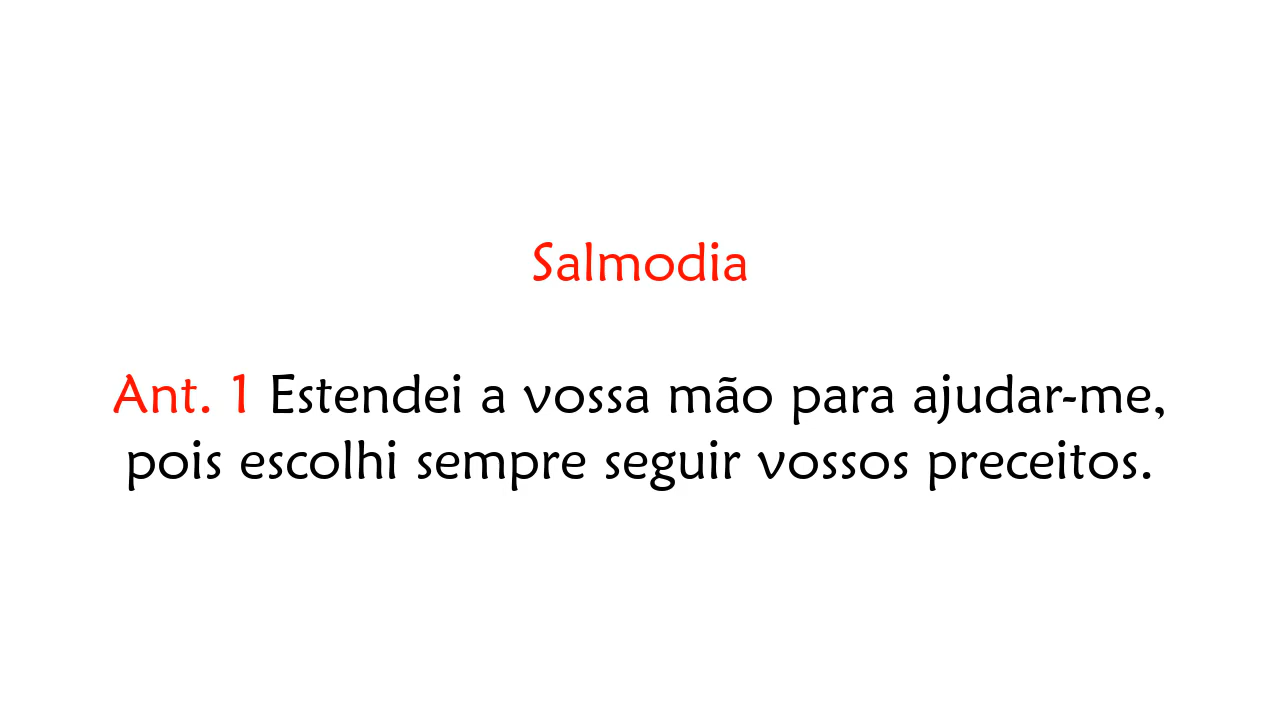 Salmodia
Ant. 1 Estendei a vossa mão para ajudar-me,
pois escolhi sempre seguir vossos preceitos.